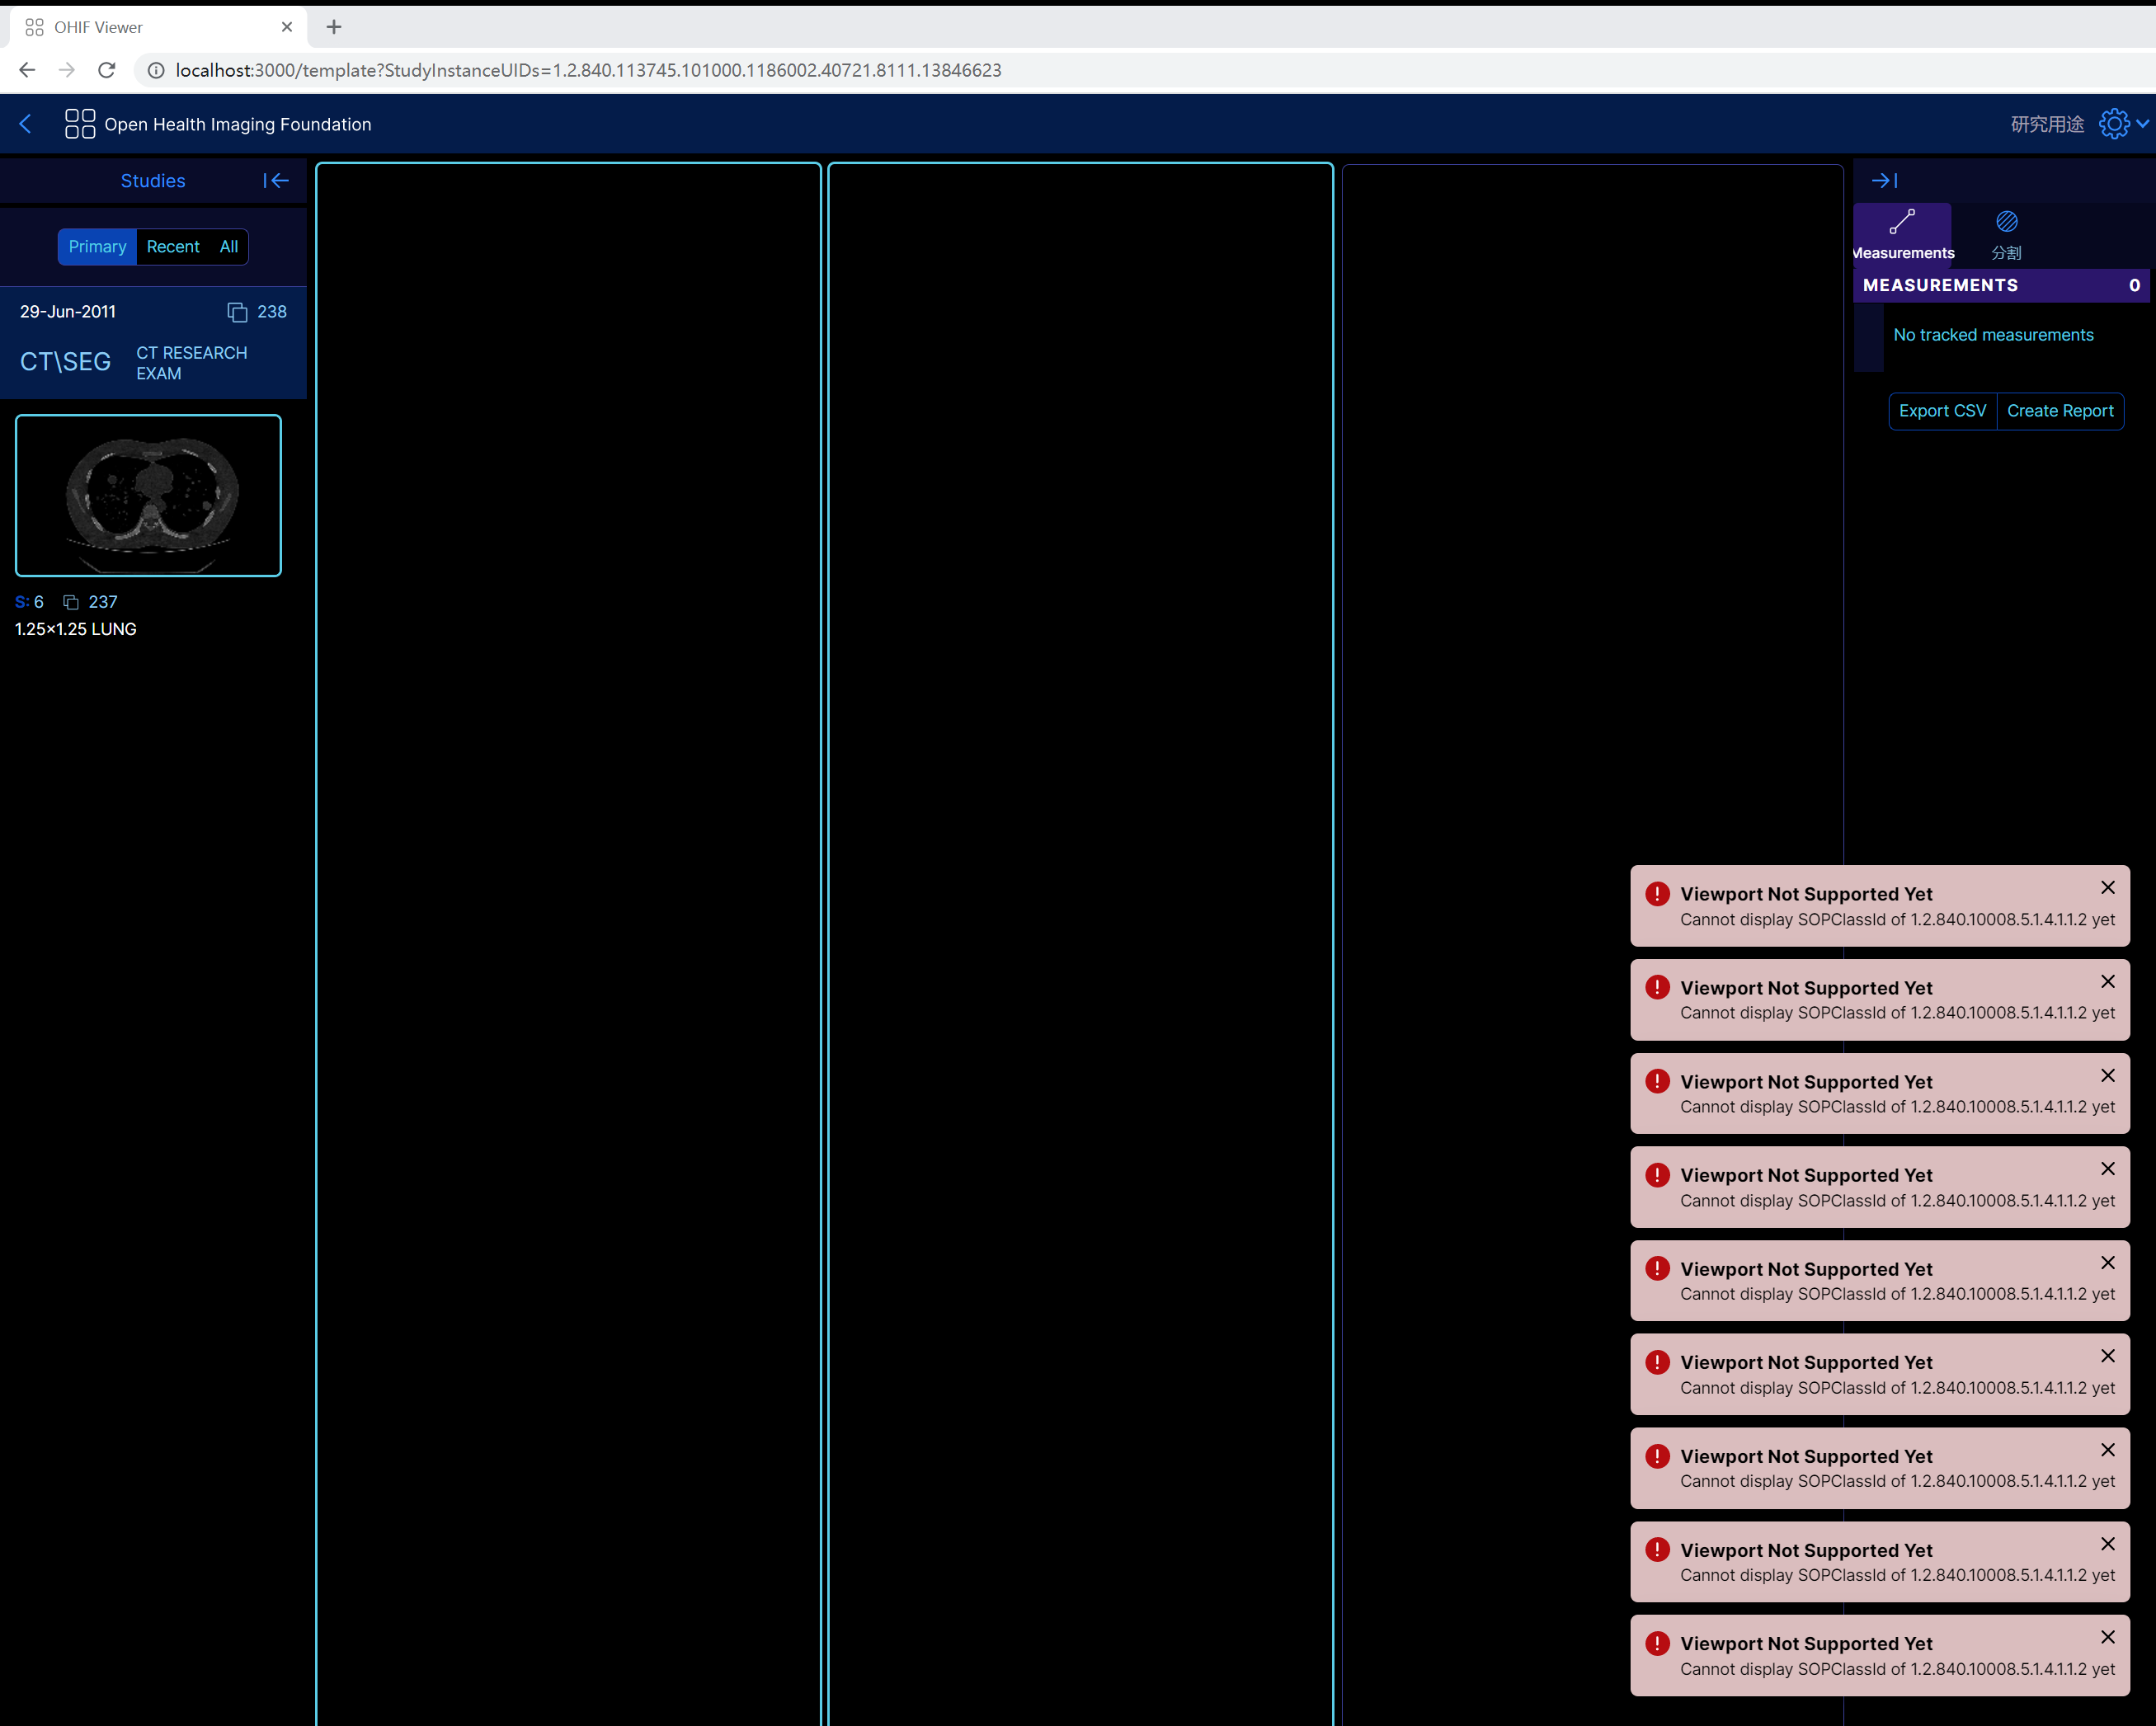 OHIF Viewer
localhost:3000/template?StudyInstanceUIDs=1.2.840.113745.101000.1186002.40721.8111.13846623
Open Health Imaging Foundation
研究用途
Studies
Primary
Recent
All
29-Jun-2011
238
CT\SEG
CT RESEARCH
EXAM
S: 6
237
1.25×1.25 LUNG
Measurements
分割
MEASUREMENTS
0
No tracked measurements
Export CSV
Create Report
Viewport Not Supported Yet
Cannot display SOPClassId of 1.2.840.10008.5.1.4.1.1.2 yet
Viewport Not Supported Yet
Cannot display SOPClassId of 1.2.840.10008.5.1.4.1.1.2 yet
Viewport Not Supported Yet
Cannot display SOPClassId of 1.2.840.10008.5.1.4.1.1.2 yet
Viewport Not Supported Yet
Cannot display SOPClassId of 1.2.840.10008.5.1.4.1.1.2 yet
Viewport Not Supported Yet
Cannot display SOPClassId of 1.2.840.10008.5.1.4.1.1.2 yet
Viewport Not Supported Yet
Cannot display SOPClassId of 1.2.840.10008.5.1.4.1.1.2 yet
Viewport Not Supported Yet
Cannot display SOPClassId of 1.2.840.10008.5.1.4.1.1.2 yet
Viewport Not Supported Yet
Cannot display SOPClassId of 1.2.840.10008.5.1.4.1.1.2 yet
Viewport Not Supported Yet
Cannot display SOPClassId of 1.2.840.10008.5.1.4.1.1.2 yet